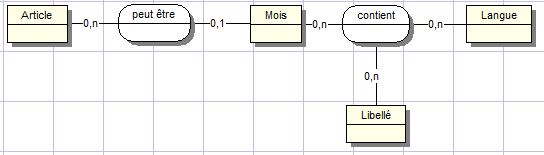 Article
0,n
peut être
0,1
Mois
0,n
contient
0,n
Langue
0,n
Libellé